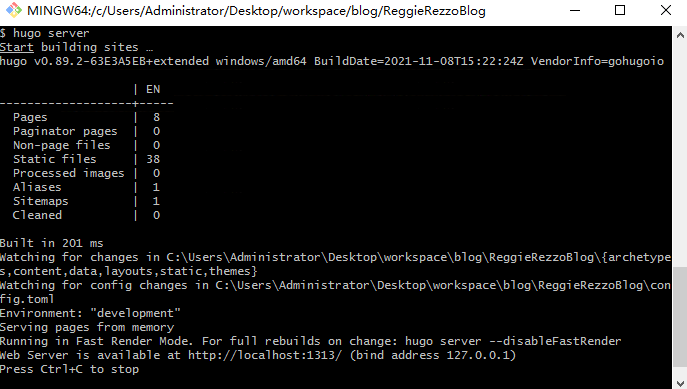 MINGW64:/c/Users/Administrator/Desktop/workspace/blog/ReggieRezzoBlog
$ hugo server
Start building sites …
hugo v0.89.2-63E3A5EB+extended windows/amd64 BuildDate=2021-11-08T15:22:24Z VendorInfo=gohugoio
                   | EN
-------------------+-----
  Pages            |  8
  Paginator pages  |  0
  Non-page files   |  0
  Static files     | 38
  Processed images |  0
  Aliases          |  1
  Sitemaps         |  1
  Cleaned          |  0
Built in 201 ms
Watching for changes in C:\Users\Administrator\Desktop\workspace\blog\ReggieRezzoBlog\{archetype
s,content,data,layouts,static,themes}
Watching for config changes in C:\Users\Administrator\Desktop\workspace\blog\ReggieRezzoBlog\con
fig.toml
Environment: "development"
Serving pages from memory
Running in Fast Render Mode. For full rebuilds on change: hugo server --disableFastRender
Web Server is available at http://localhost:1313/ (bind address 127.0.0.1)
Press Ctrl+C to stop